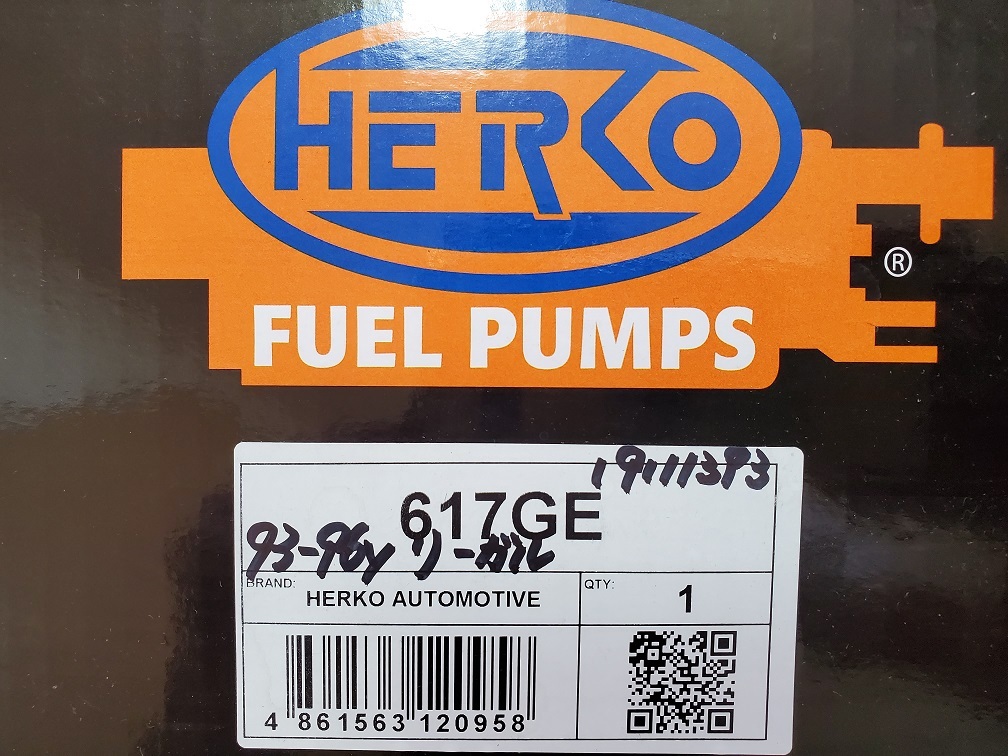 HERKO
®
FUEL PUMPS
19111393
617GE
93-96y リーガル
BRAND:
HERKO AUTOMOTIVE
QTY:
1
4 861563 120958